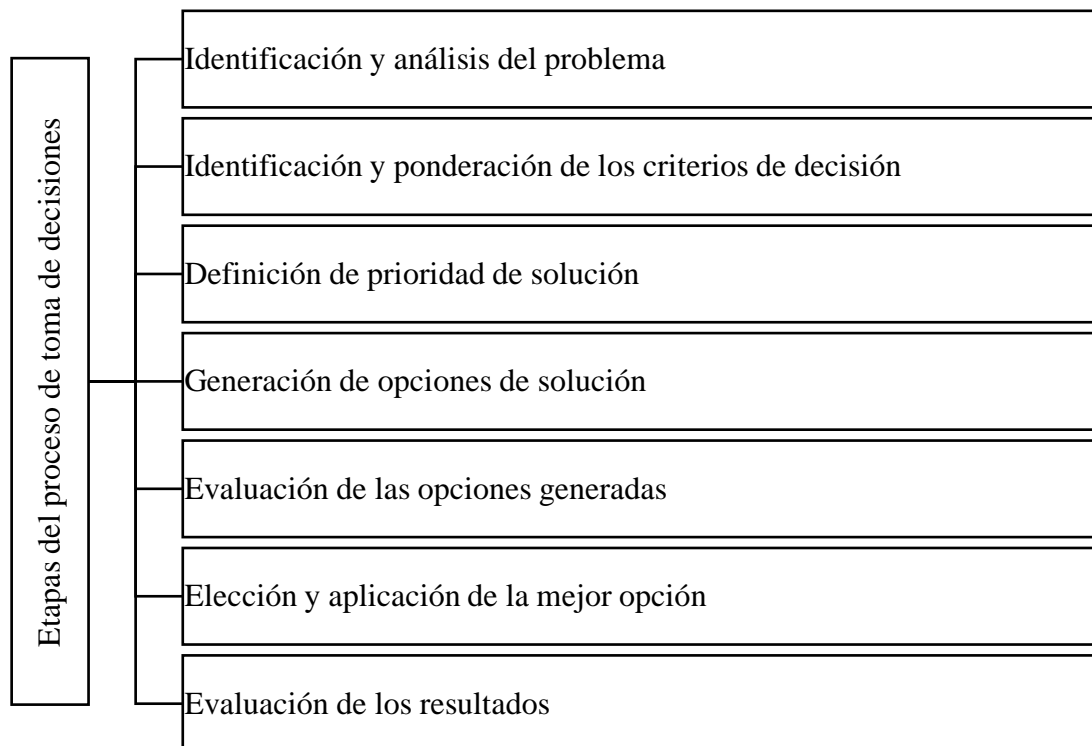 Etapas del proceso de toma de decisiones
Identificación y análisis del problema
Identificación y ponderación de los criterios de decisión
Definición de prioridad de solución
Generación de opciones de solución
Evaluación de las opciones generadas
Elección y aplicación de la mejor opción
Evaluación de los resultados